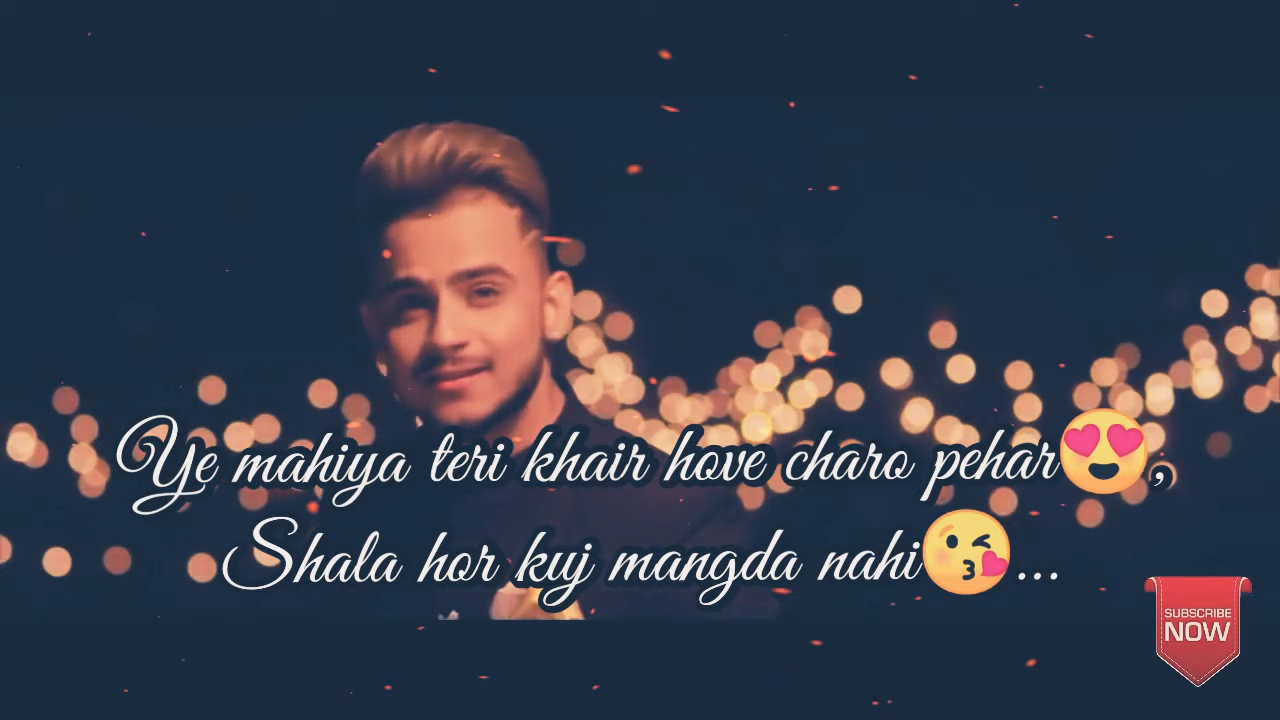 Ye mahiya teri khair hove charo pehar😍,
Shala hor kuj mangda nahi😘...
SUBSCRIBE
NOW